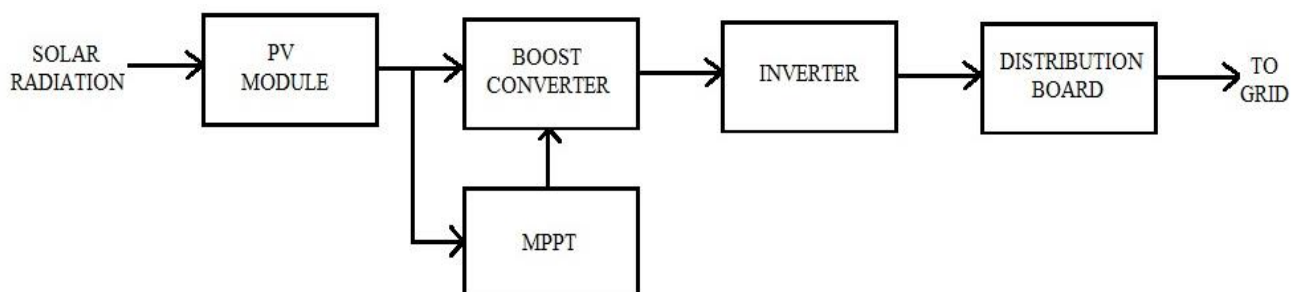 SOLAR
RADIATION
PV
MODULE
BOOST
CONVERTER
INVERTER
DISTRIBUTION
BOARD
TO
GRID
MPPT